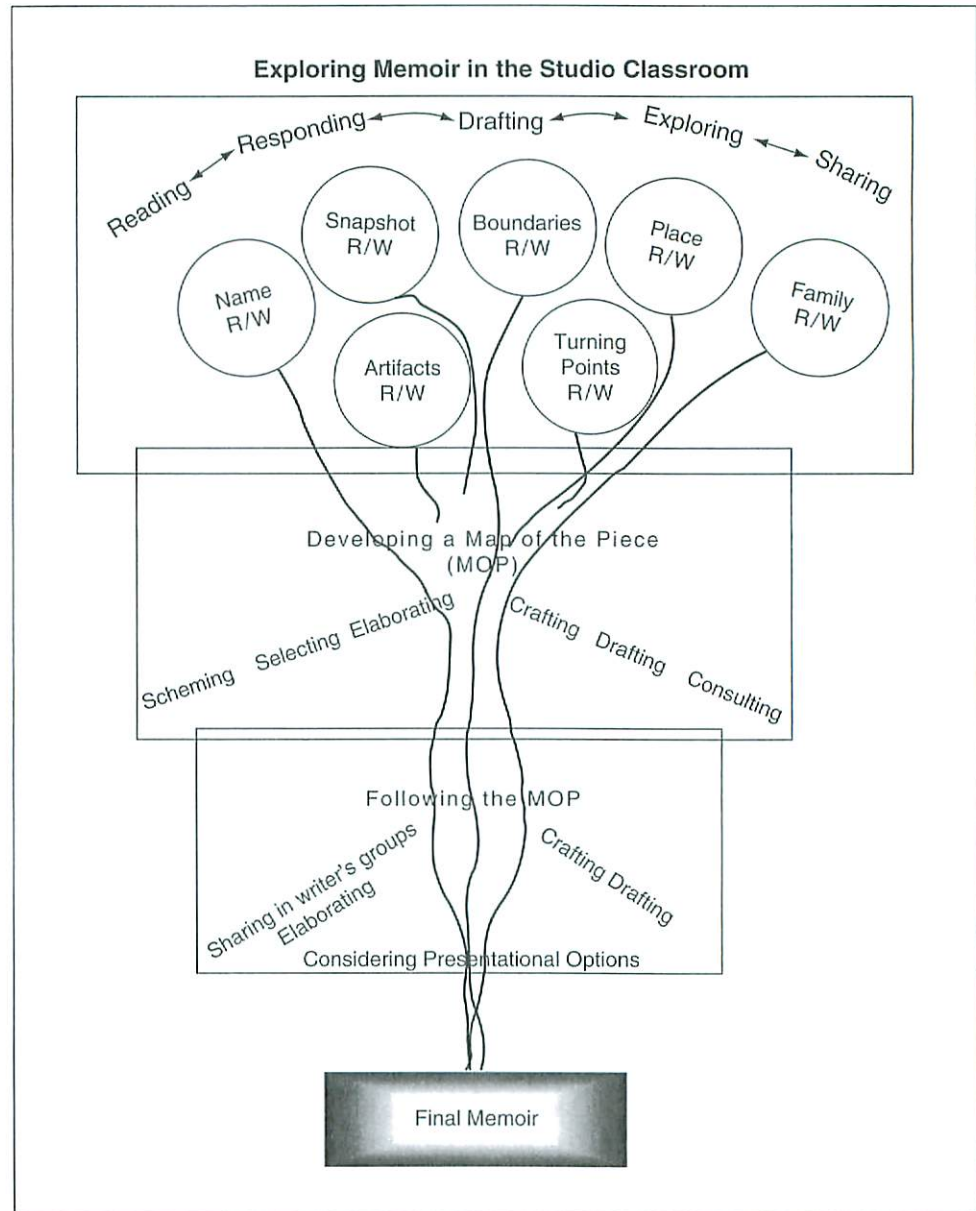 Exploring Memoir in the Studio Classroom
Reading
Responding
Drafting
Exploring
Sharing
Name
R/W
Snapshot
R/W
Artifacts
R/W
Boundaries
R/W
Turning
Points
R/W
Place
R/W
Family
R/W
Developing a Map of the Piece
(MOP)
Scheming Selecting Elaborating
Crafting Drafting Consulting
Following the MOP
Sharing in writer's groups
Elaborating
Crafting Drafting
Considering Presentational Options
Final Memoir